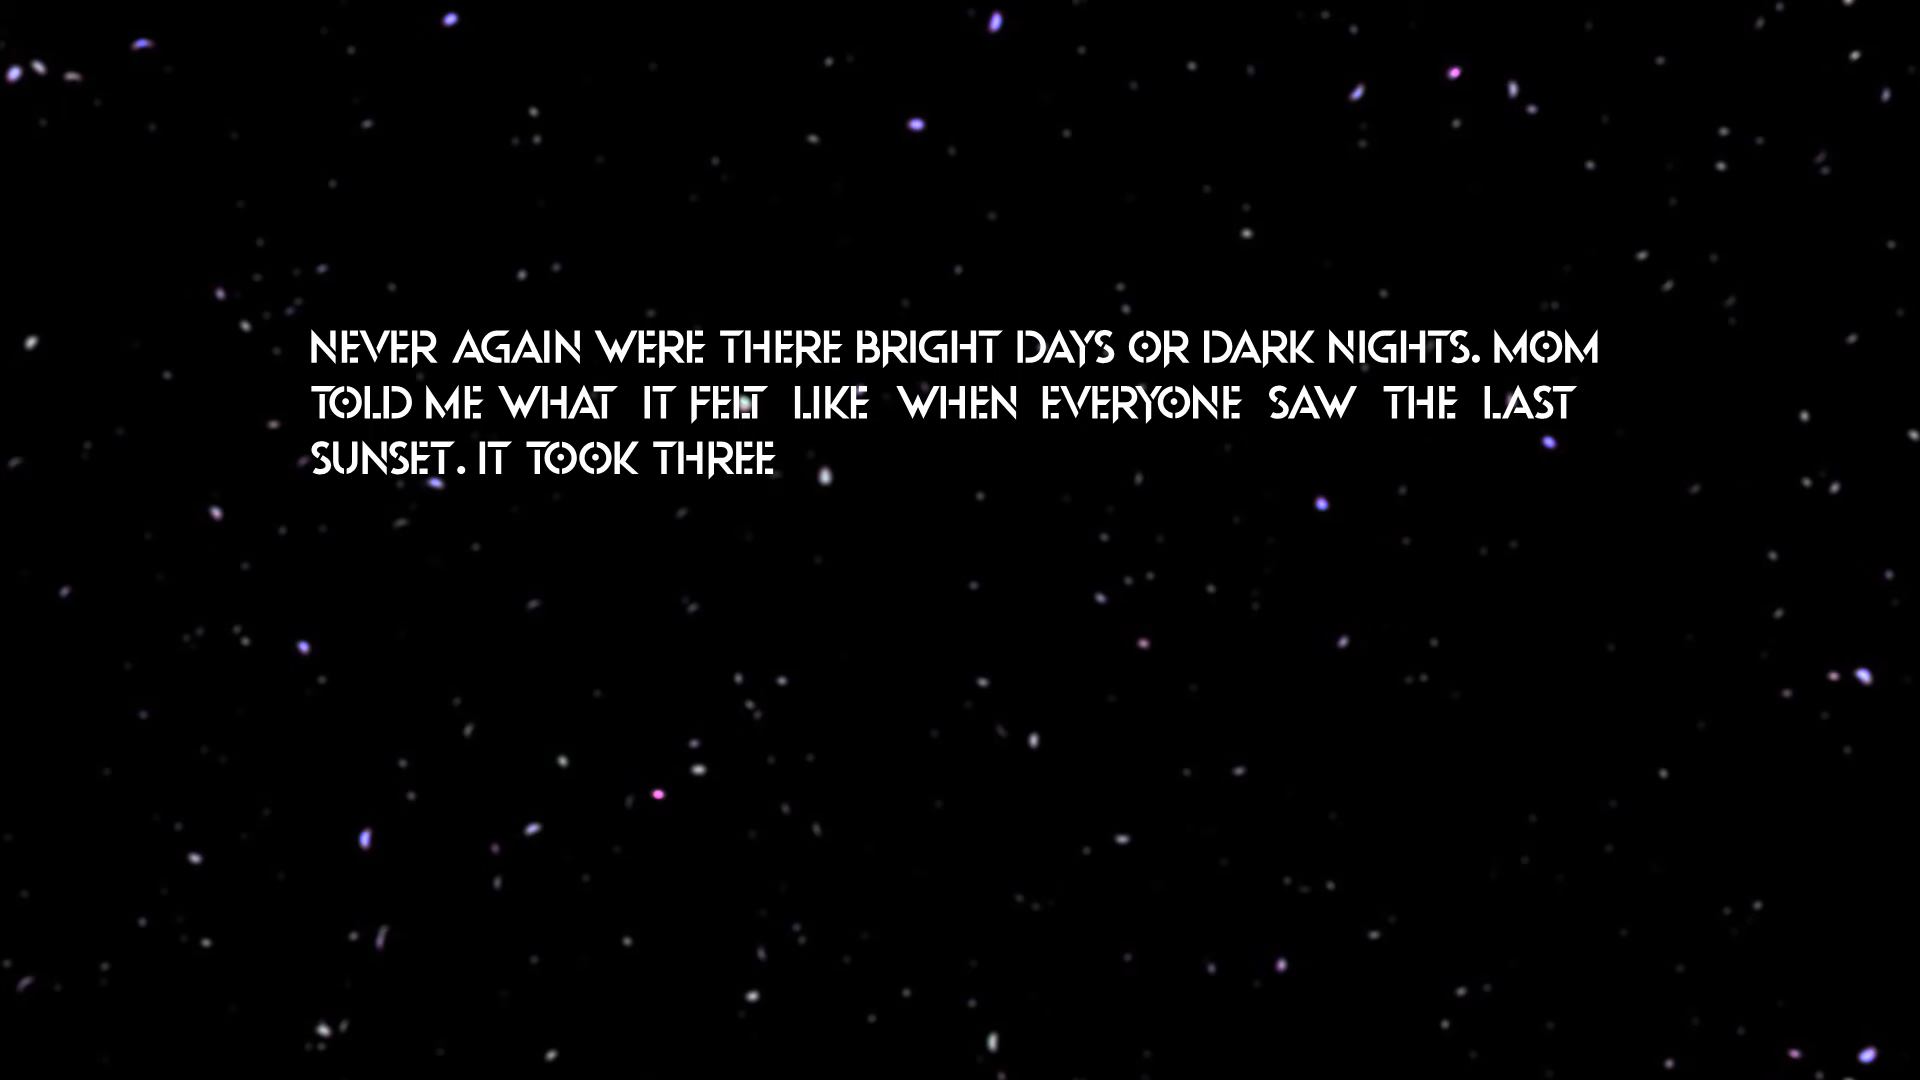 NEVER AGAIN WERE THERE BRIGHT DAYS OR DARK NIGHTS. MOM
TOLD ME WHAT IT FELT LIKE WHEN EVERYONE SAW THE LAST
SUNSET. IT TOOK THREE